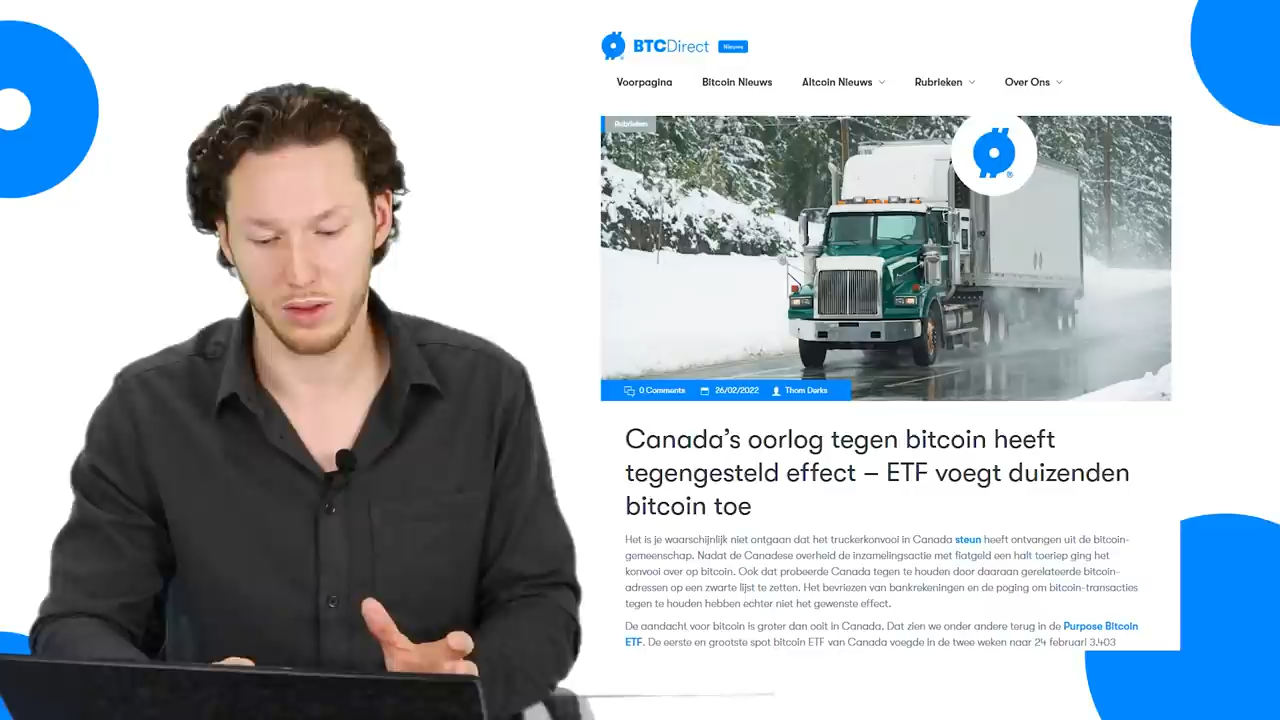 BTCDirect Nieuws
Voorpagina Bitcoin Nieuws Altcoin Nieuws Rubrieken Over Ons
Rubrieken
0 Comments 26/02/2022 Thom Derks
Canada's oorlog tegen bitcoin heeft
tegengesteld effect – ETF voegt duizenden
bitcoin toe
Het is je waarschijnlijk niet ontgaan dat het truckerkonvooi in Canada steun heeft ontvangen uit de bitcoin-
gemeenschap. Nadat de Canadese overheid de inzamelingsactie met fiatgeld een halt toeriep ging het
konvooi over op bitcoin. Ook dat probeerde Canada tegen te houden door daaraan gerelateerde bitcoin-
adressen op een zwarte lijst te zetten. Het bevriezen van bankrekeningen en de poging om bitcoin-transacties
tegen te houden hebben echter niet het gewenste effect.
De aandacht voor bitcoin is groter dan ooit in Canada. Dat zien we onder andere terug in de Purpose Bitcoin
ETF. De eerste en grootste spot bitcoin ETF van Canada voegde in de twee weken naar 24 februari 3.403